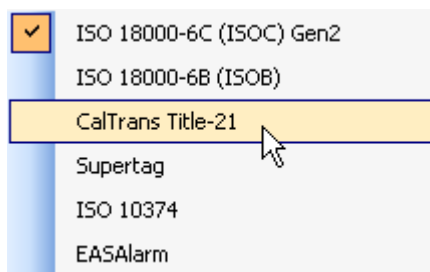 ISO 18000-6C (ISOC) Gen2
ISO 18000-6B (ISOB)
CalTrans Title-21
Supertag
ISO 10374
EASAlarm